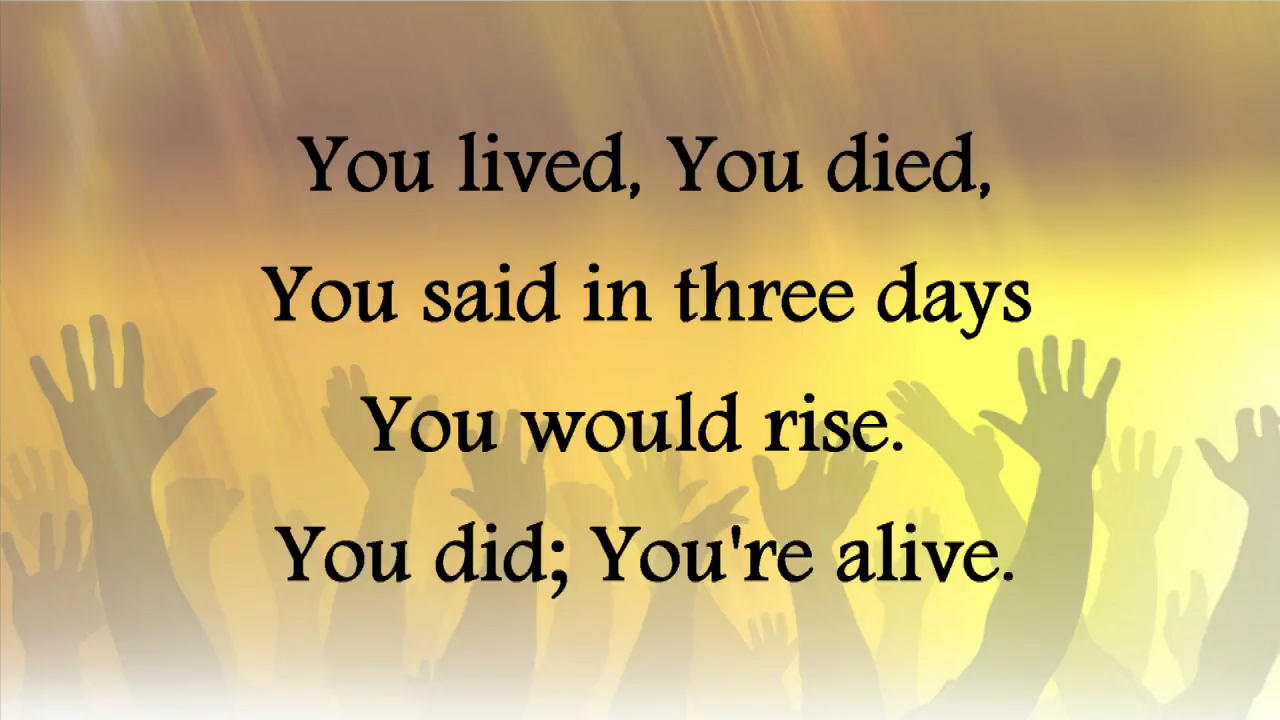 You lived, You died,
You said in three days
You would rise.
You did; You're alive.